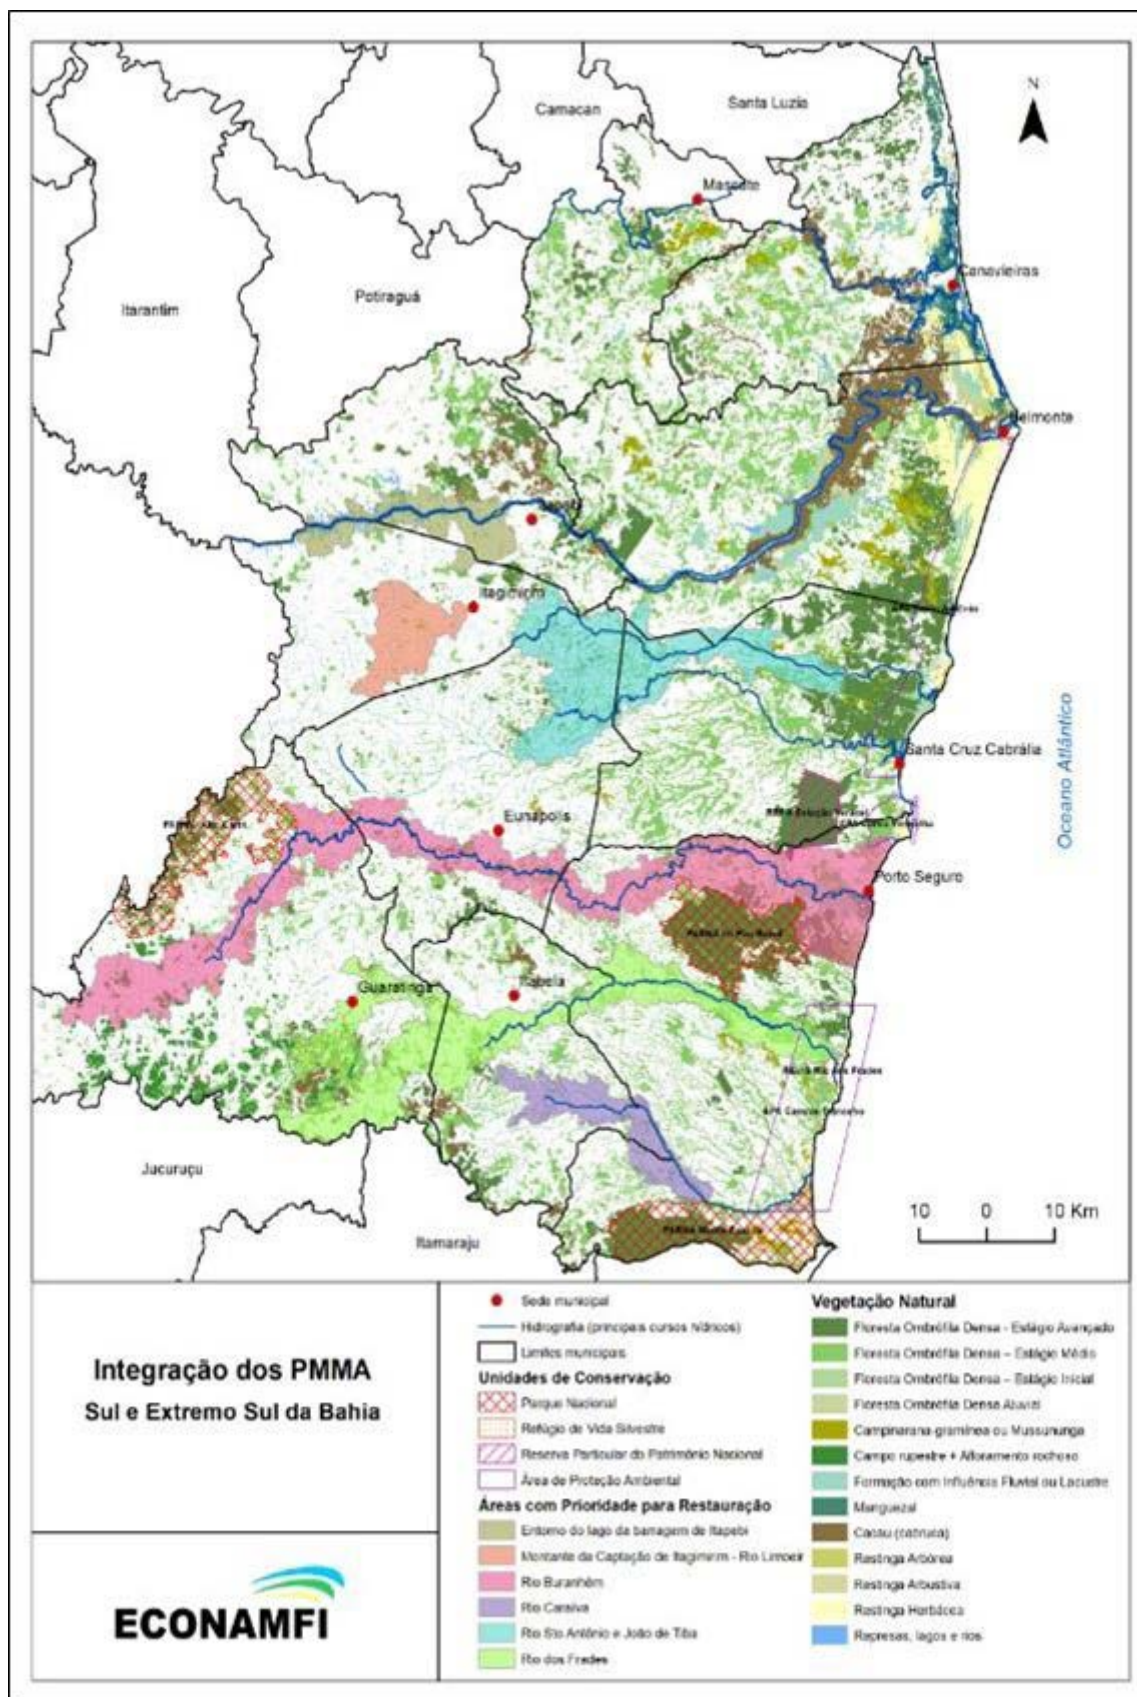 Camacan
Santa Luzia
N
Mascote
Canavieiras
Itarantim
Potiraguá
Belmonte
Itagimirim
Oceano Atlântico
Santa Cruz Cabrália
Eunápolis
Porto Seguro
Guaratinga
Itabela
Jucuruçu
Itamaraju
10 0 10 Km
Integração dos PMMA
Sul e Extremo Sul da Bahia
ECONAMFI
Sede municipal
Hidrografia (principais cursos hídricos)
Limites municipais
Unidades de Conservação
Parque Nacional
Refúgio de Vida Silvestre
Reserva Particular do Patrimônio Nacional
Área de Proteção Ambiental
Áreas com Prioridade para Restauração
Entorno do lago da barragem de Itapebi
Montante da Captação de Itagimirim - Rio Limoeir
Rio Buranhém
Rio Caraíva
Rio Sto Antônio e João de Tiba
Rio dos Frades
Vegetação Natural
Floresta Ombrófila Densa - Estágio Avançado
Floresta Ombrófila Densa – Estágio Médio
Floresta Ombrófila Densa – Estágio Inicial
Floresta Ombrófila Densa Aluvial
Campinarana-gramínea ou Mussununga
Campo rupestre + Afloramento rochoso
Formação com Influência Fluvial ou Lacustre
Manguezal
Cacau (cabruca)
Restinga Arbórea
Restinga Arbustiva
Restinga Herbácea
Represas, lagos e rios